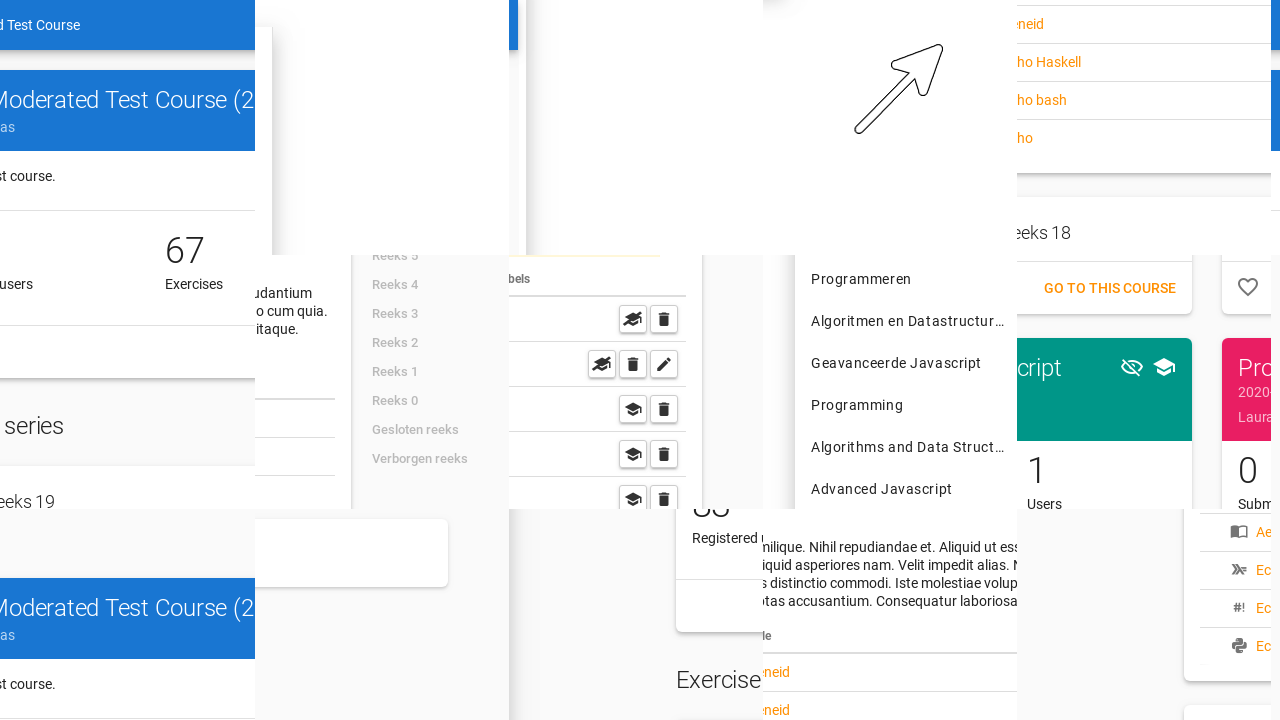 d Test Course
Moderated Test Course (2
as
st course.
67
users
Exercises
series
eeks 19
Moderated Test Course (2
as
st course.
udantium
o cum quia.
itaque.
Reeks 5
Reeks 4
Reeks 3
Reeks 2
Reeks 1
Reeks 0
Gesloten reeks
Verborgen reeks
bels
Programmeren
Algoritmen en Datastructur…
Geavanceerde Javascript
Programming
Algorithms and Data Struct…
Advanced Javascript
eneid
ho Haskell
ho bash
ho
eeks 18
GO TO THIS COURSE
cript
1
Users
Pro
2020-
Laura
0
Subm
Registered u
Exercise
milique. Nihil repudiandae et. Aliquid ut ess
iquid asperiores nam. Velit impedit alias. N
s distinctio commodi. Iste molestiae volup
otas accusantium. Consequatur laboriosa
le
eneid
eneid
Ae
Ec
#! Ec
Ec